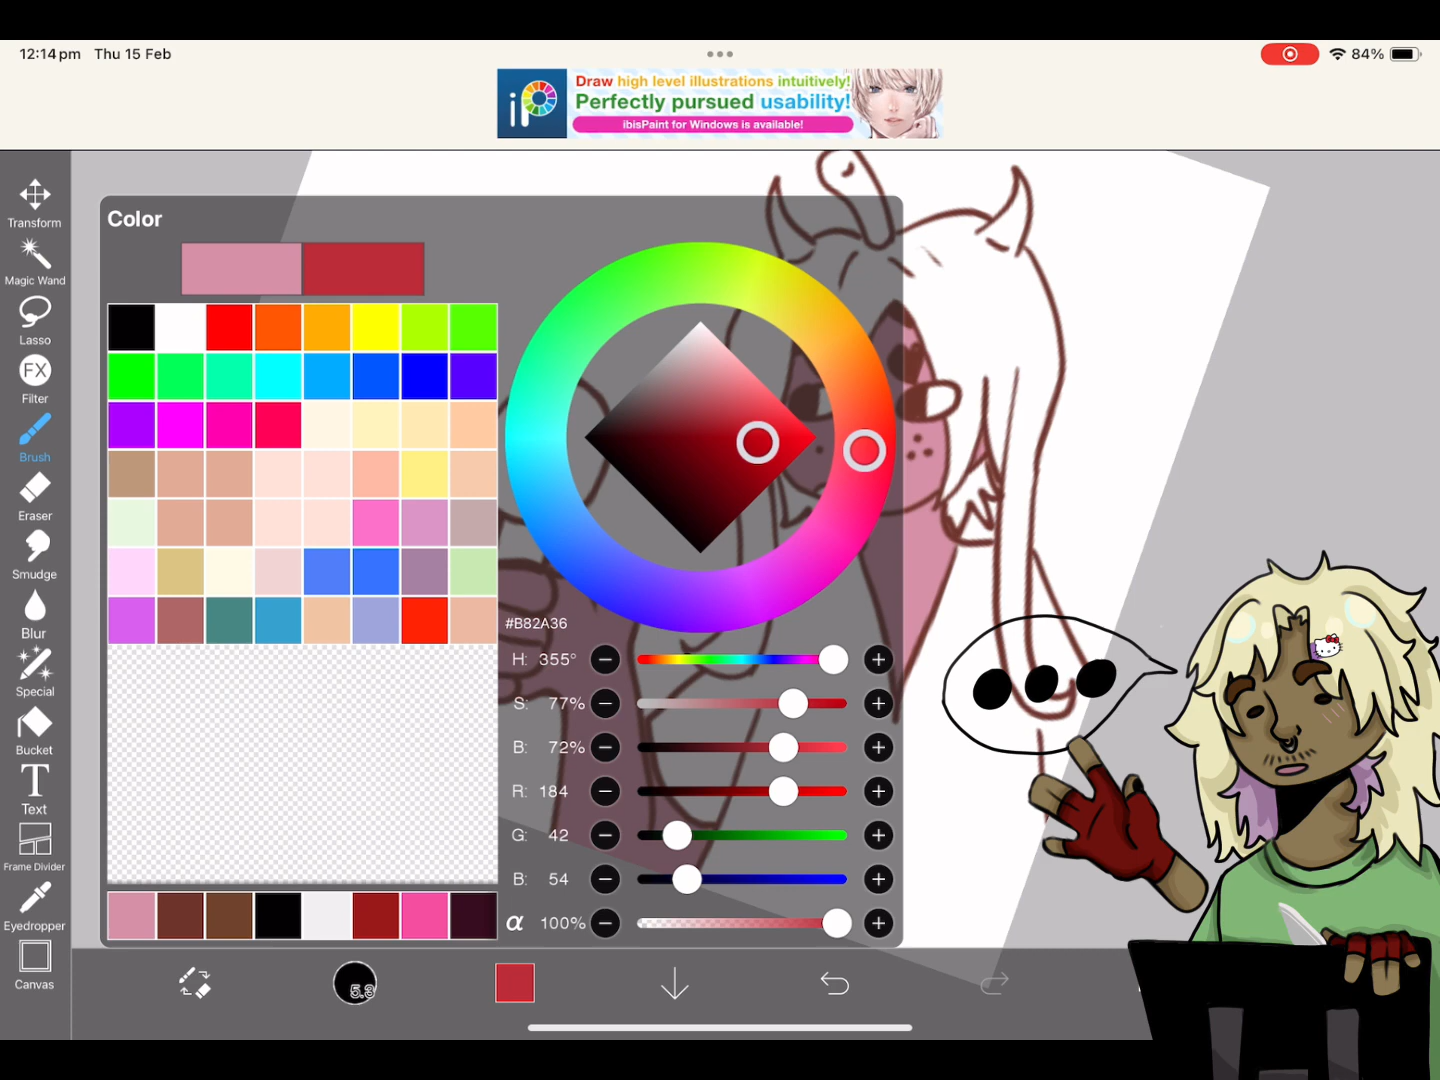 12:14 pm Thu 15 Feb
84%
iP
Draw high level illustrations intuitively!
Perfectly pursued usability!
ibisPaint for Windows is available!
Transform
Magic Wand
Lasso
FX
Filter
Brush
Eraser
Smudge
Blur
Special
Bucket
T
Text
Frame Divider
Eyedropper
Canvas
Color
#B82A36
H: 355°
S: 77%
B: 72%
R: 184
G: 42
B: 54
α 100%
5.3